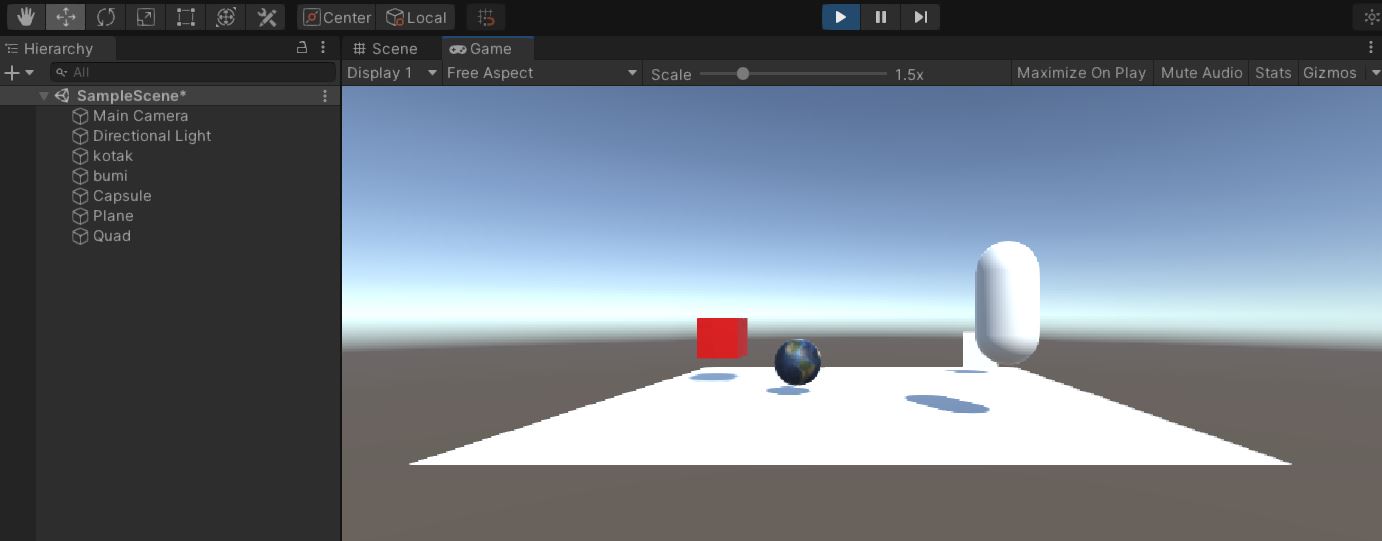 Center Local
Hierarchy
Scene Game
All
Display 1 Free Aspect Scale 1.5x Maximize On Play Mute Audio Stats Gizmos
SampleScene*
Main Camera
Directional Light
kotak
bumi
Capsule
Plane
Quad